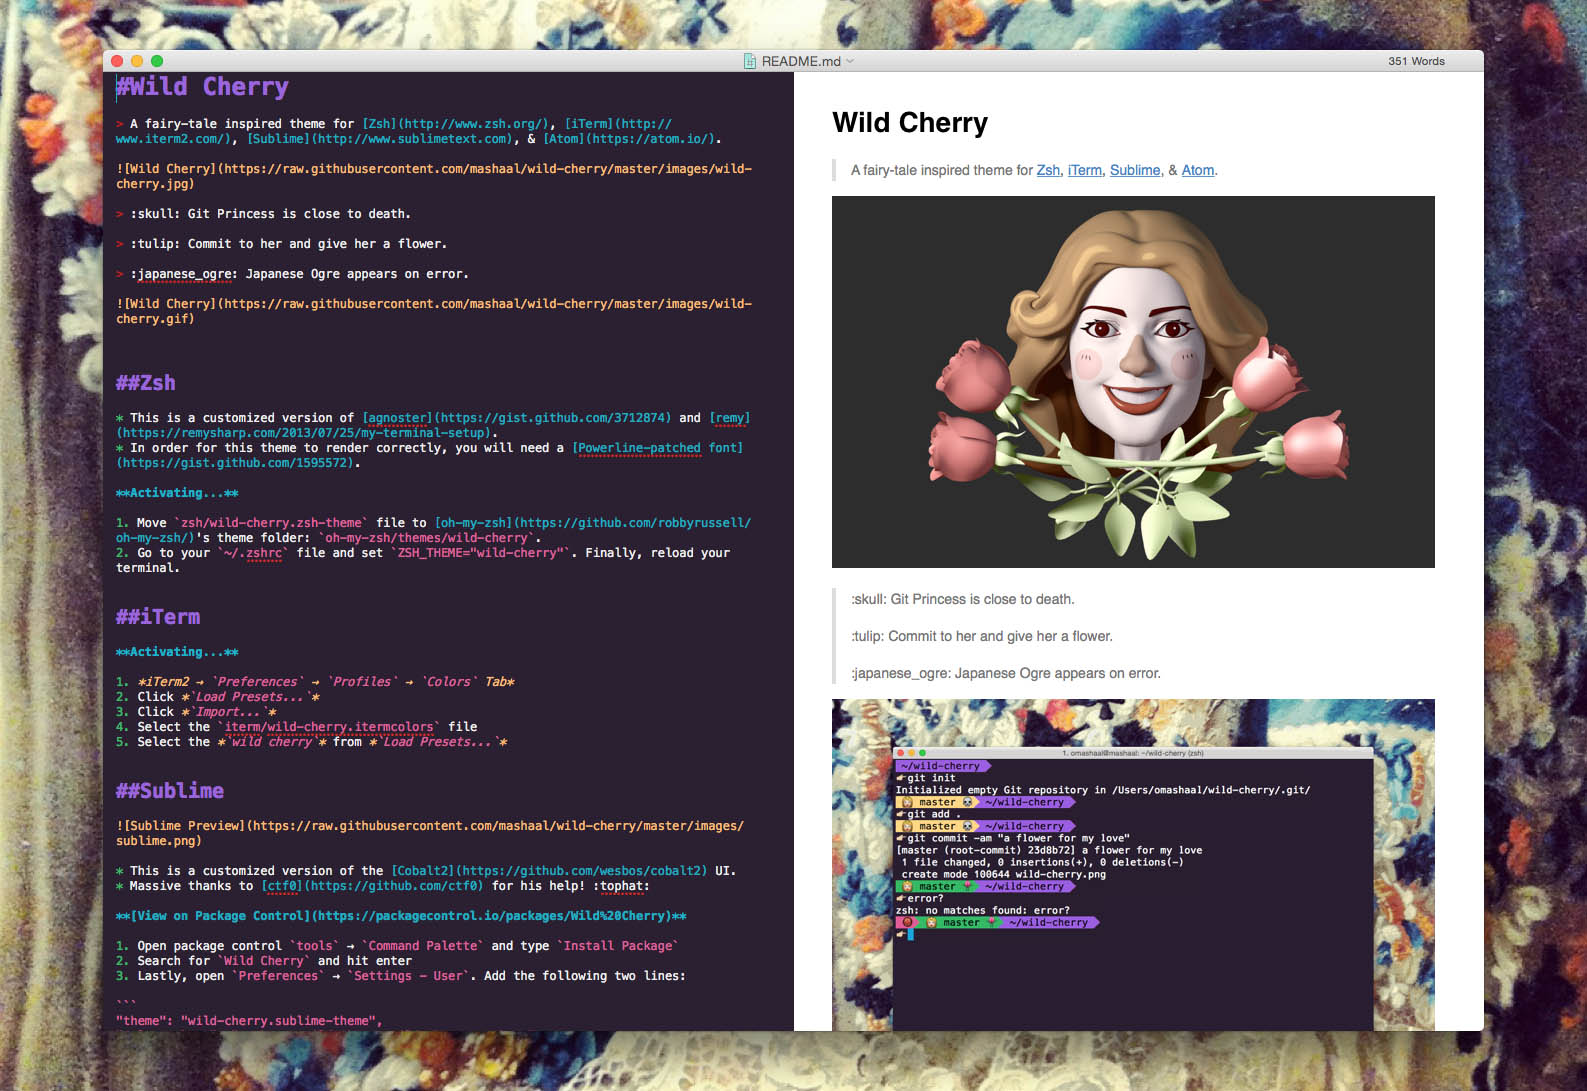 README.md
351 Words
#Wild Cherry
> A fairy-tale inspired theme for [Zsh](http://www.zsh.org/), [iTerm](http://
www.iterm2.com/), [Sublime](http://www.sublimetext.com), & [Atom](https://atom.io/).
![Wild Cherry](https://raw.githubusercontent.com/mashaal/wild-cherry/master/images/wild-
cherry.jpg)
> :skull: Git Princess is close to death.
> :tulip: Commit to her and give her a flower.
> :japanese_ogre: Japanese Ogre appears on error.
![Wild Cherry](https://raw.githubusercontent.com/mashaal/wild-cherry/master/images/wild-
cherry.gif)
##Zsh
* This is a customized version of [agnoster](https://gist.github.com/3712874) and [remy]
(https://remysharp.com/2013/07/25/my-terminal-setup).
* In order for this theme to render correctly, you will need a [Powerline-patched font]
(https://gist.github.com/1595572).
**Activating...**
1. Move `zsh/wild-cherry.zsh-theme` file to [oh-my-zsh](https://github.com/robbyrussell/
oh-my-zsh/)'s theme folder: `oh-my-zsh/themes/wild-cherry`.
2. Go to your `~/.zshrc` file and set `ZSH_THEME="wild-cherry"`. Finally, reload your
terminal.
##iTerm
**Activating...**
1. *iTerm2 → `Preferences` → `Profiles` → `Colors` Tab*
2. Click *`Load Presets...`*
3. Click *`Import...`*
4. Select the `iterm/wild-cherry.itermcolors` file
5. Select the *`wild cherry`* from *`Load Presets...`*
##Sublime
![Sublime Preview](https://raw.githubusercontent.com/mashaal/wild-cherry/master/images/
sublime.png)
* This is a customized version of the [Cobalt2](https://github.com/wesbos/cobalt2) UI.
* Massive thanks to [ctf0](https://github.com/ctf0) for his help! :tophat:
**[View on Package Control](https://packagecontrol.io/packages/Wild%20Cherry)**
1. Open package control `tools` → `Command Palette` and type `Install Package`
2. Search for `Wild Cherry` and hit enter
3. Lastly, open `Preferences` → `Settings - User`. Add the following two lines:
```
"theme": "wild-cherry.sublime-theme",
Wild Cherry
A fairy-tale inspired theme for Zsh, iTerm, Sublime, & Atom.
:skull: Git Princess is close to death.
:tulip: Commit to her and give her a flower.
:japanese_ogre: Japanese Ogre appears on error.
1. omashaal@mashaal: ~/wild-cherry (zsh)
~/wild-cherry
git init
Initialized empty Git repository in /Users/omashaal/wild-cherry/.git/
master ~/wild-cherry
git add .
master ~/wild-cherry
git commit -am "a flower for my love"
[master (root-commit) 23d8b72] a flower for my love
1 file changed, 0 insertions(+), 0 deletions(-)
create mode 100644 wild-cherry.png
master ~/wild-cherry
error?
zsh: no matches found: error?
master ~/wild-cherry